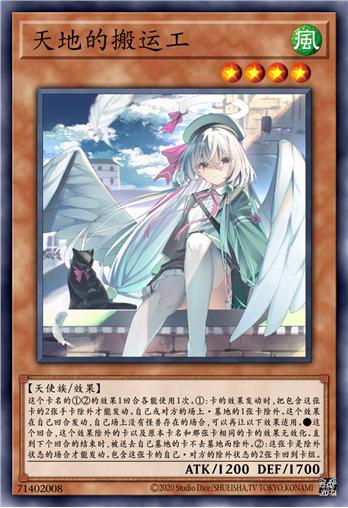 天地的搬运工
風
【天使族/效果】
这个卡名的①②的效果1回合各能使用1次。①：卡的效果发动时，把包含这张
卡的2张手卡除外才能发动。自己或对方的场上·墓地的1张卡除外。这个效果
在自己回合发动，自己场上没有怪兽存在的场合，可以再让以下效果适用。●这
个回合，这个效果除外的卡以及原本卡名和那张卡相同的卡的效果无效化。直
到下个回合的结束时，被送去自己墓地的卡不去墓地而除外。②：这张卡是除外
状态的场合才能发动。包含这张卡的自己·对方的除外状态的2张卡回到卡组。
ATK/1200 DEF/1700
71402008
©2020 Studio Dice/SHUEISHA,TV TOKYO,KONAMI